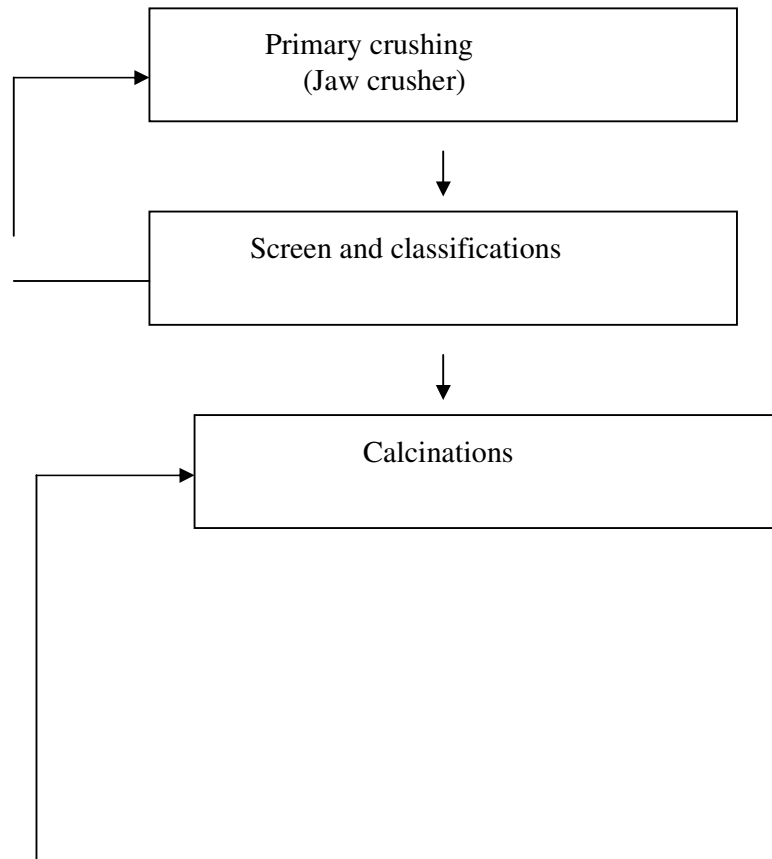 Primary crushing
(Jaw crusher)
Screen and classifications
Calcinations